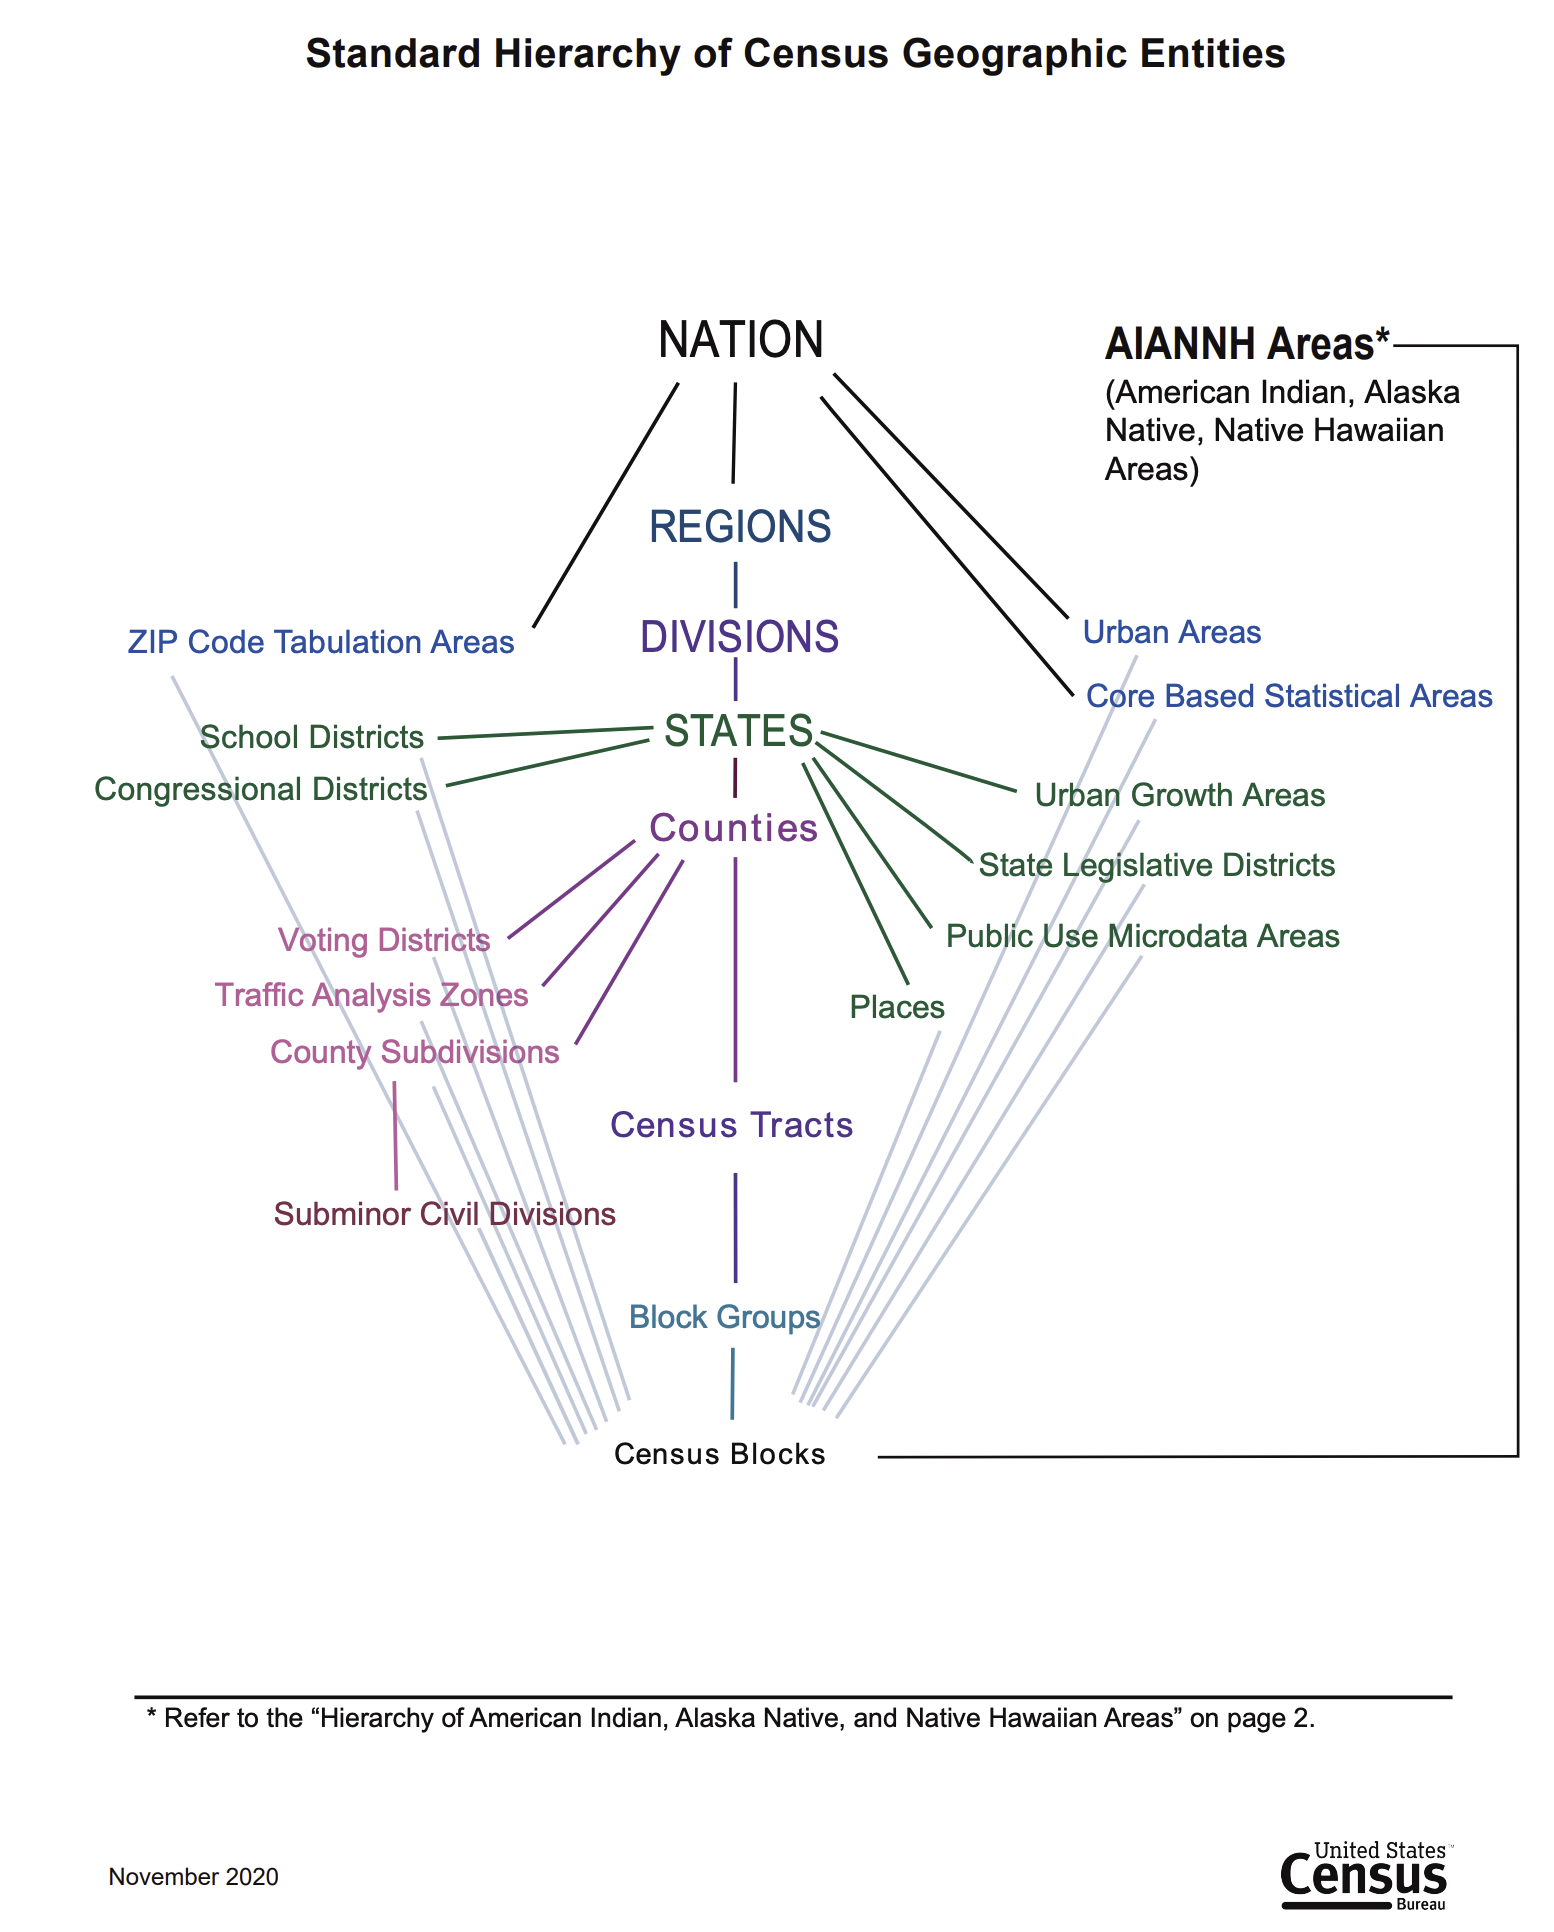 Standard Hierarchy of Census Geographic Entities
NATION
AIANNH Areas*
(American Indian, Alaska
Native, Native Hawaiian
Areas)
REGIONS
ZIP Code Tabulation Areas
DIVISIONS
Urban Areas
Core Based Statistical Areas
School Districts
STATES
Congressional Districts
Urban Growth Areas
Counties
State Legislative Districts
Voting Districts
Public Use Microdata Areas
Traffic Analysis Zones
Places
County Subdivisions
Census Tracts
Subminor Civil Divisions
Block Groups
Census Blocks
* Refer to the “Hierarchy of American Indian, Alaska Native, and Native Hawaiian Areas” on page 2.
November 2020
United States™
Census
Bureau